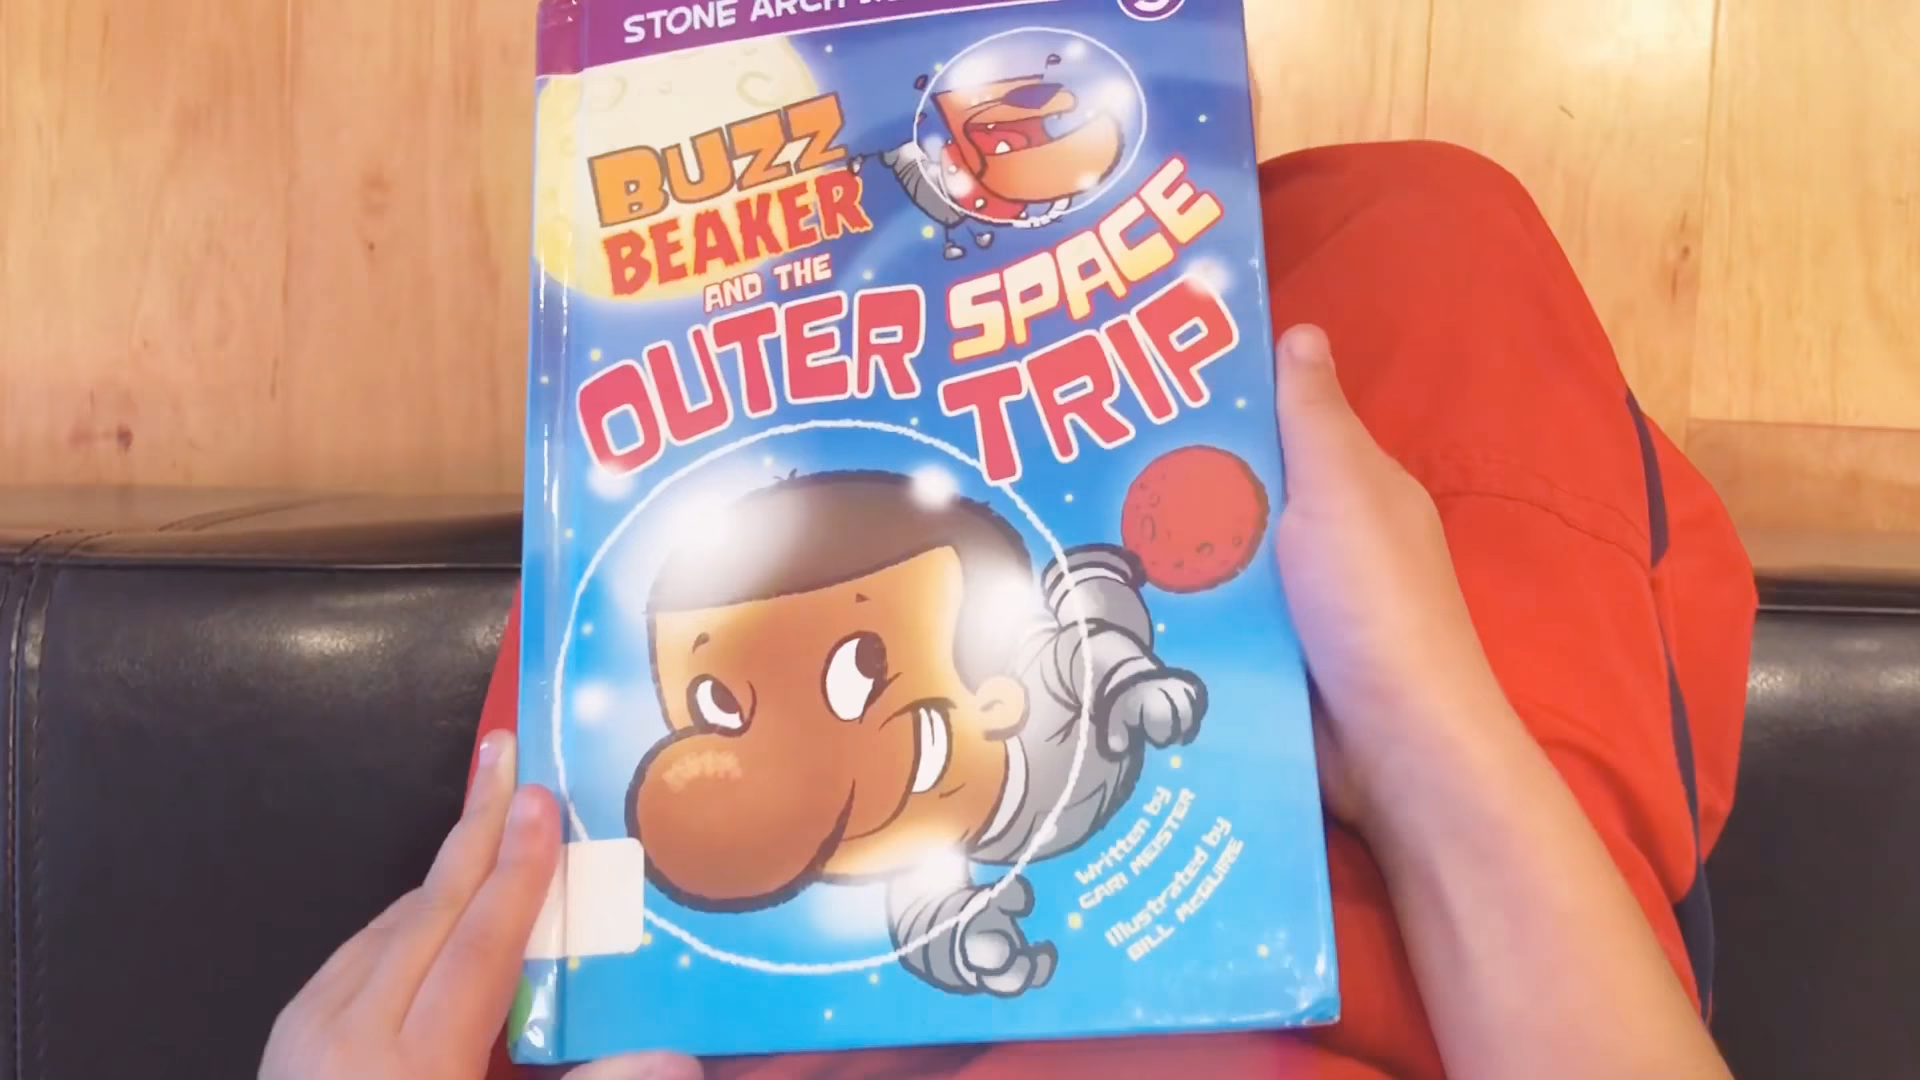 STONE ARCH
BUZZ
BEAKER
AND THE
OUTER SPACE
TRIP
Written by
CARI MEISTER
illustrated by
BILL McGUIRE